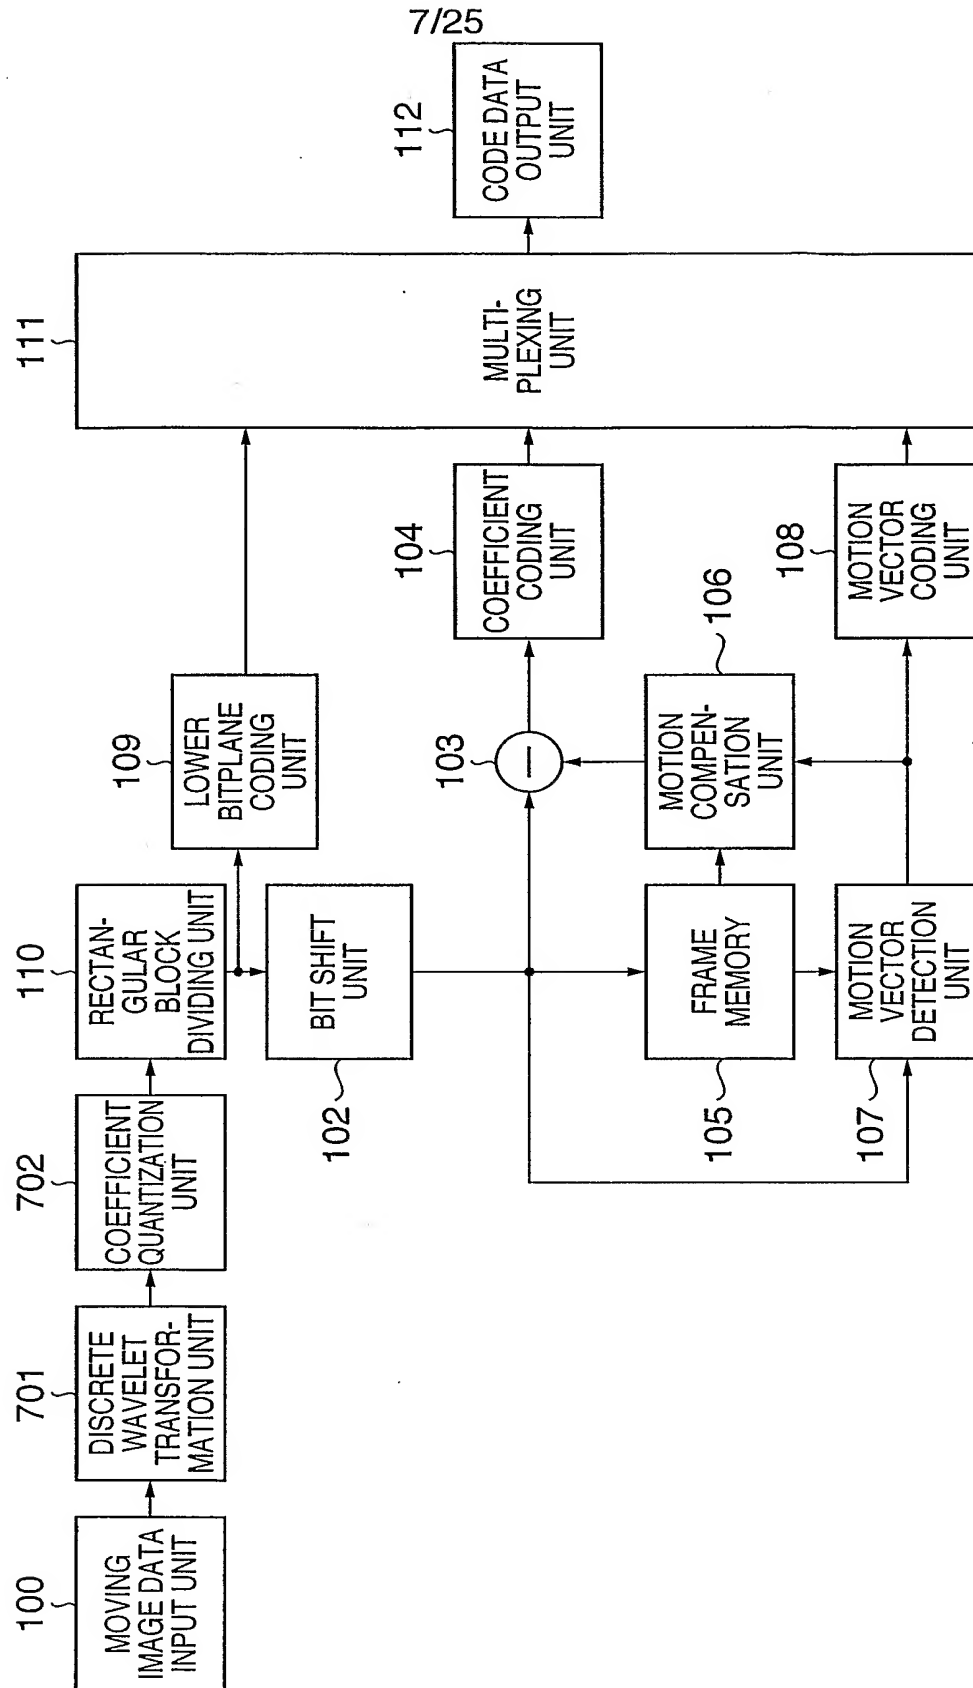 7/25
100
MOVING
IMAGE DATA
INPUT UNIT
701
DISCRETE
WAVELET
TRANSFOR-
MATION UNIT
702
COEFFICIENT
QUANTIZATION
UNIT
110
RECTAN-
GULAR
BLOCK
DIVIDING UNIT
109
LOWER
BITPLANE
CODING
UNIT
102
BIT SHIFT
UNIT
103
−
104
COEFFICIENT
CODING
UNIT
105
FRAME
MEMORY
106
MOTION
COMPEN-
SATION
UNIT
107
MOTION
VECTOR
DETECTION
UNIT
108
MOTION
VECTOR
CODING
UNIT
111
MULTI-
PLEXING
UNIT
112
CODE DATA
OUTPUT
UNIT